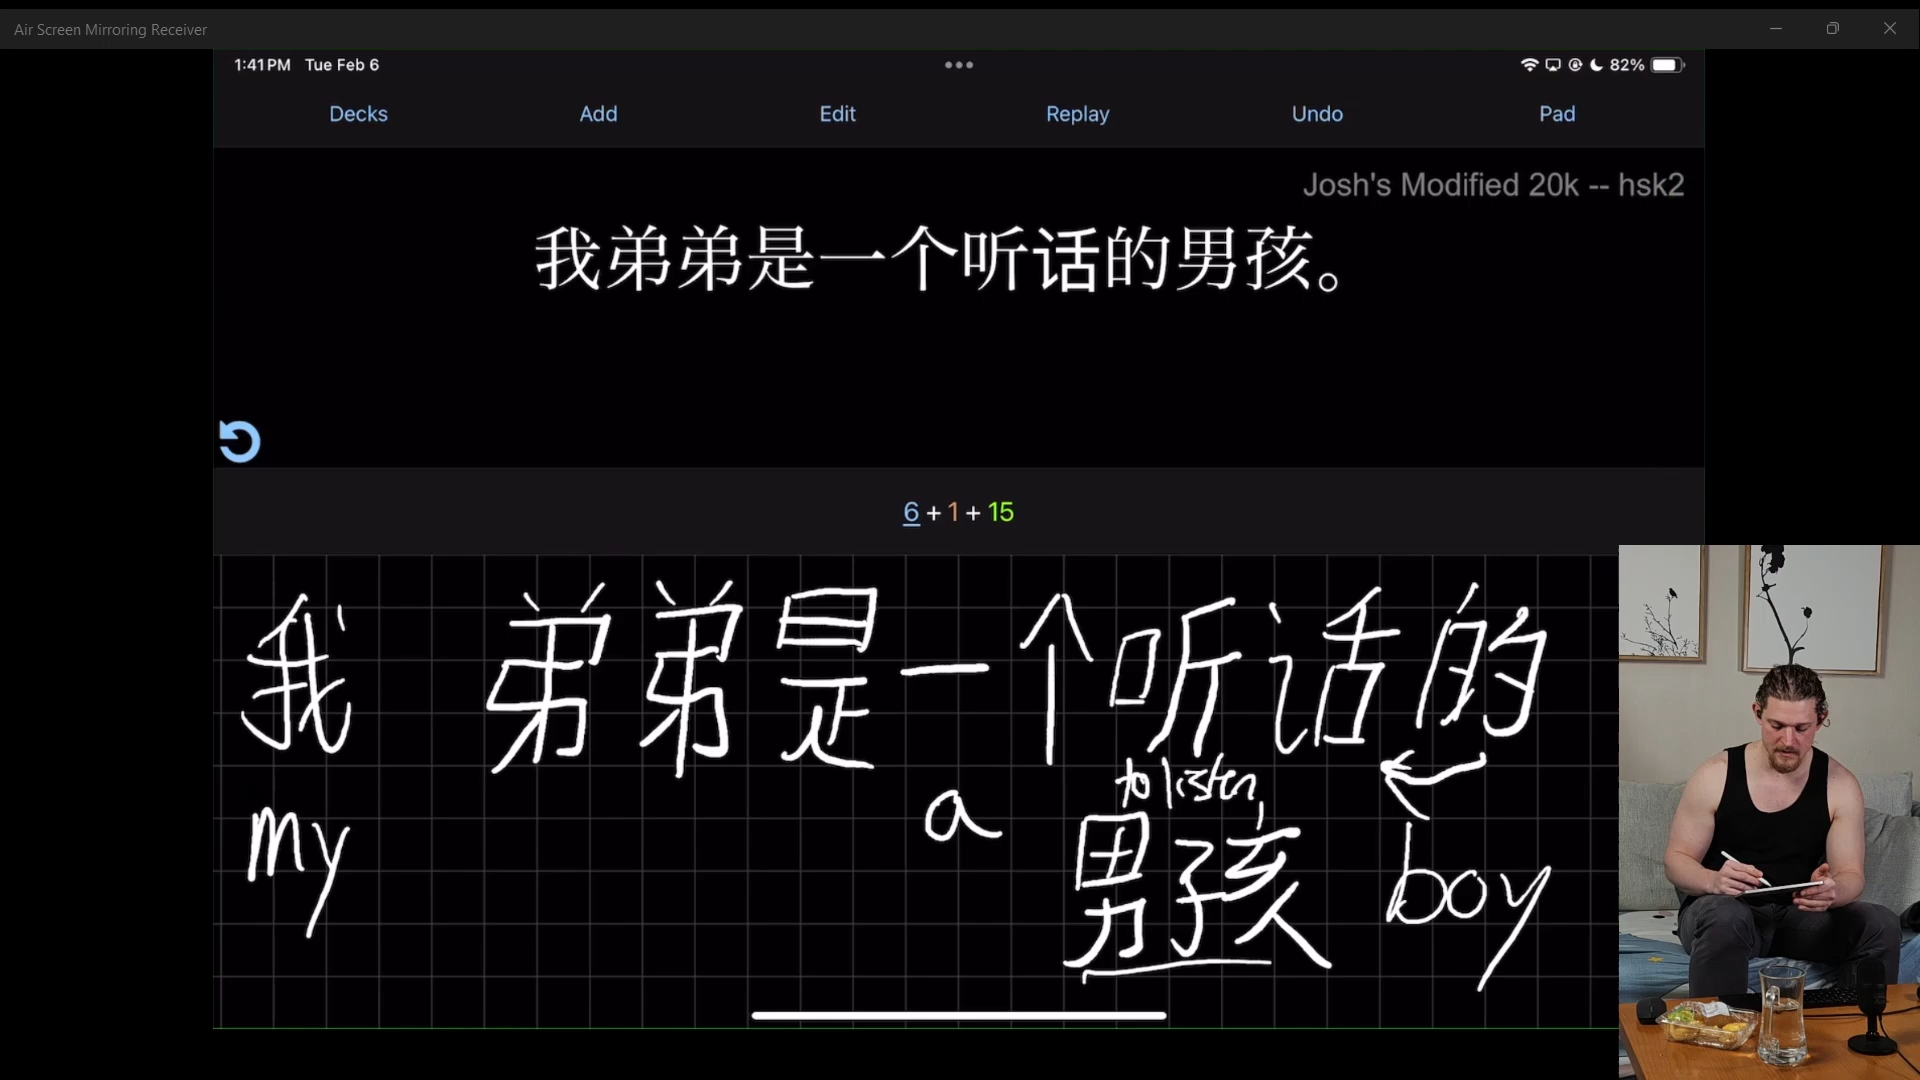 Air Screen Mirroring Receiver
1:41 PM Tue Feb 6
82%
Decks Add Edit Replay Undo Pad
Josh's Modified 20k -- hsk2
我弟弟是一个听话的男孩。
6 + 1 + 15
我 弟弟是一个听话的
to listen
my a 男孩 boy